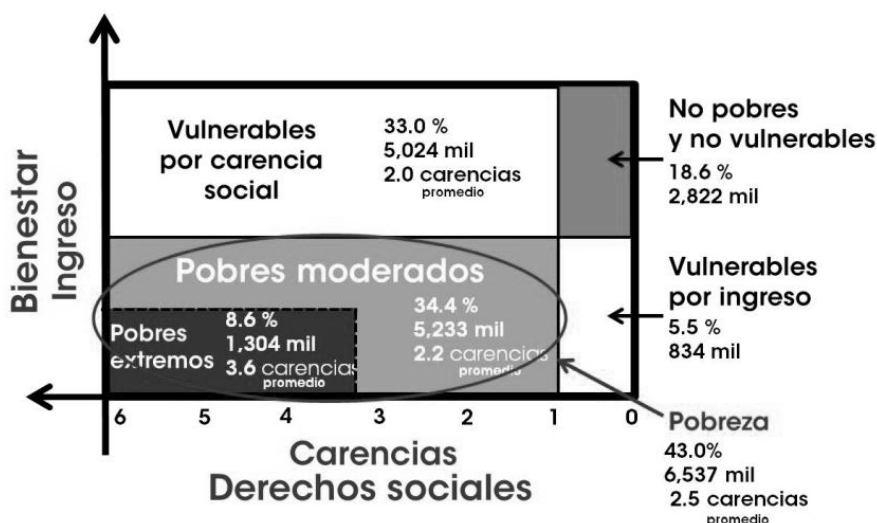 Bienestar
Ingreso
Vulnerables
por carencia
social
33.0 %
5,024 mil
2.0 carencias
promedio
No pobres
y no vulnerables
18.6 %
2,822 mil
Pobres moderados
34.4 %
5,233 mil
2.2 carencias
promedio
Pobres
extremos
8.6 %
1,304 mil
3.6 carencias
promedio
Vulnerables
por ingreso
5.5 %
834 mil
6 5 4 3 2 1 0
Carencias
Derechos sociales
Pobreza
43.0%
6,537 mil
2.5 carencias
promedio